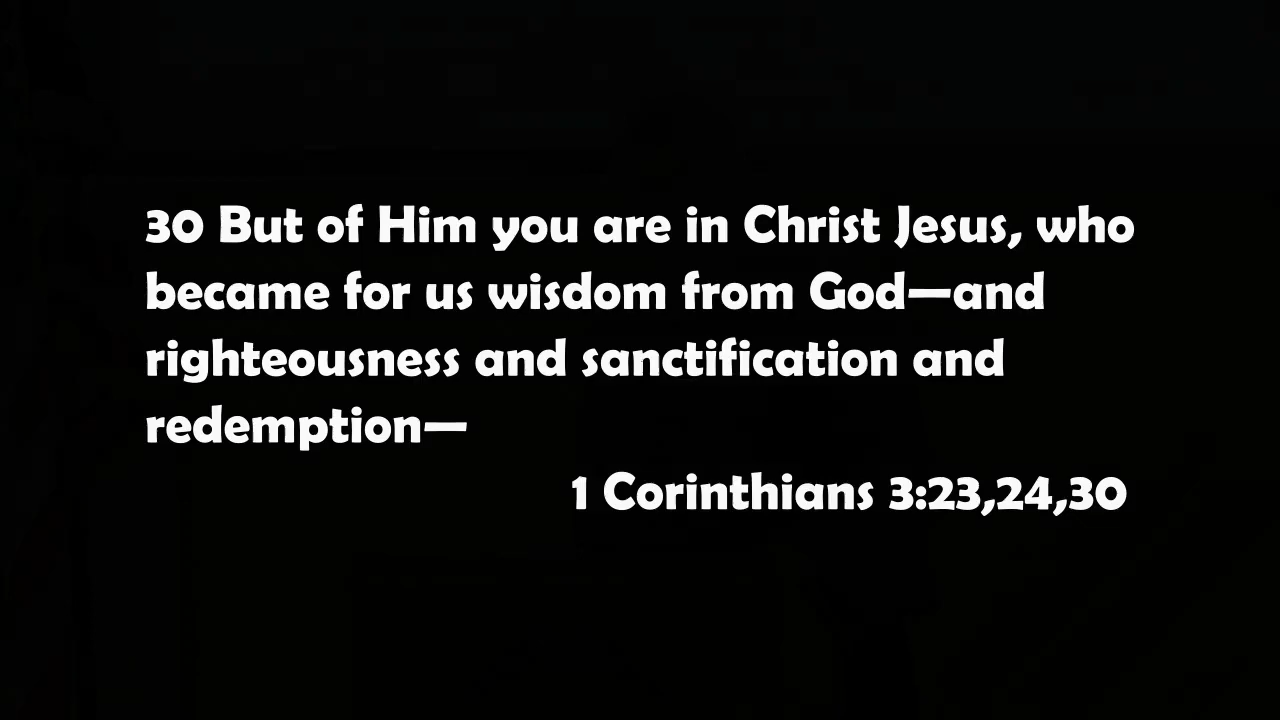 30 But of Him you are in Christ Jesus, who
became for us wisdom from God—and
righteousness and sanctification and
redemption—
1 Corinthians 3:23,24,30